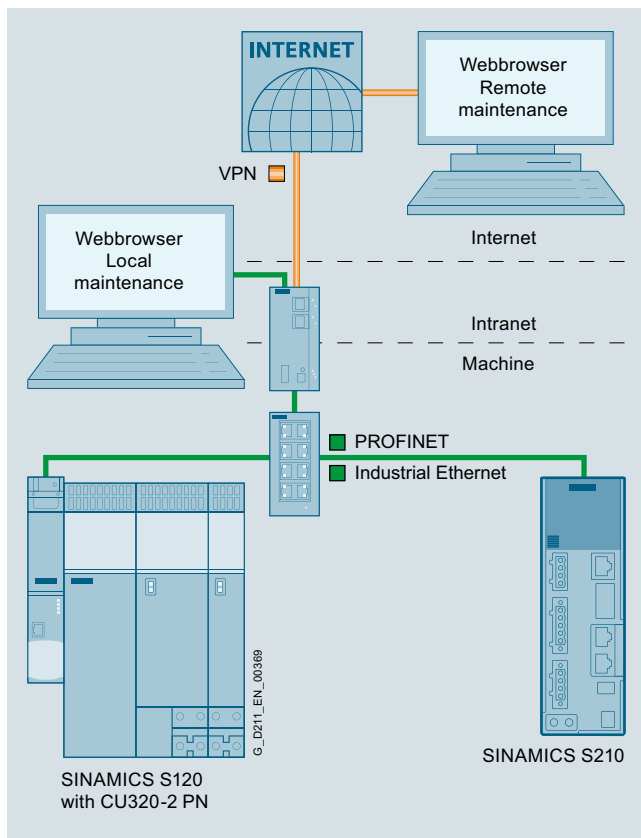 INTERNET
Webbrowser
Remote
maintenance
VPN
Internet
Webbrowser
Local
maintenance
Intranet
Machine
PROFINET
Industrial Ethernet
G_D211_EN_00369
SINAMICS S120
with CU320-2 PN
SINAMICS S210